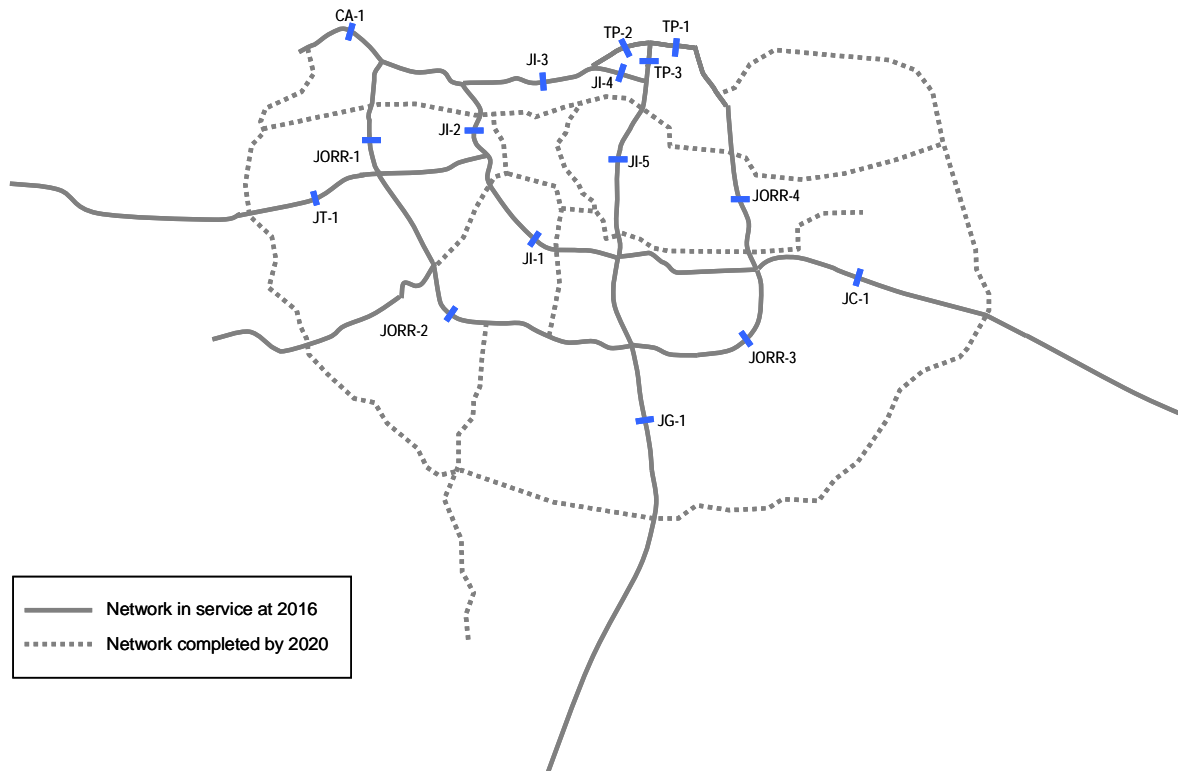 CA-1
TP-1
TP-2
JI-3
TP-3
JI-4
JI-2
JORR-1
JI-5
JORR-4
JT-1
JI-1
JC-1
JORR-2
JORR-3
JG-1
Network in service at 2016
Network completed by 2020